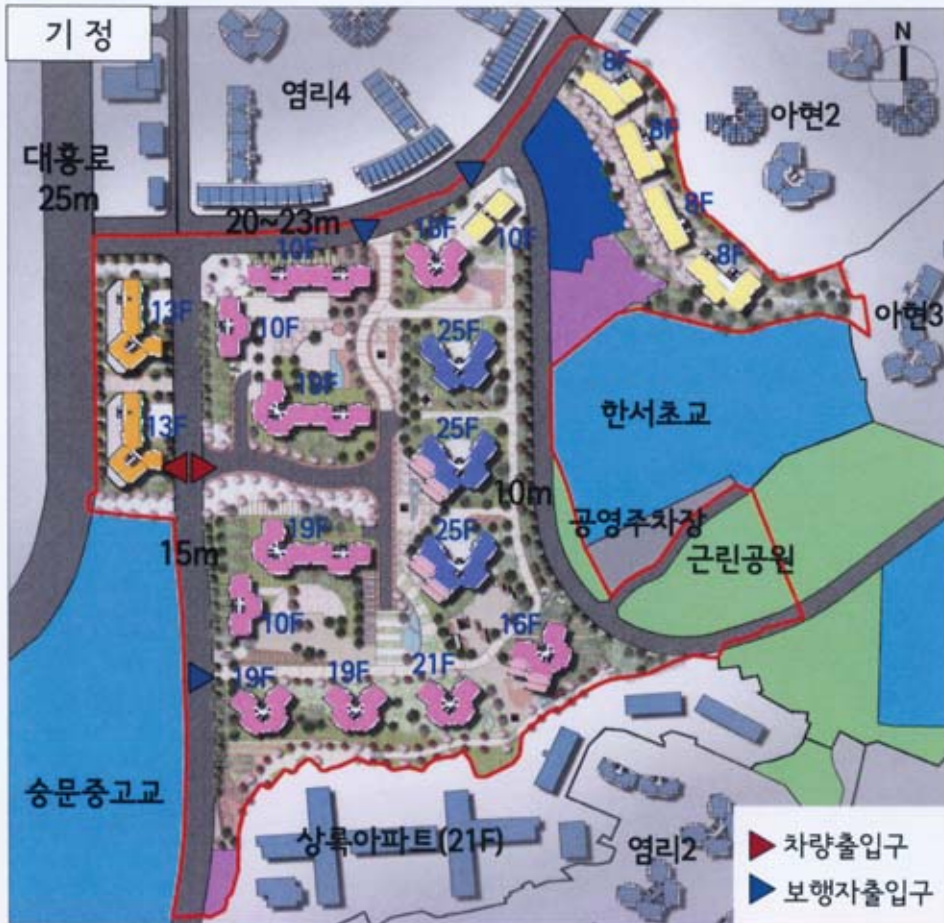 기 정
N
8F
염리4
아현2
8F
대흥로
25m
8F
20~23m
16F
10F
10F
8F
13F
10F
25F
아현3
19F
한서초교
13F
25F
10m
공영주차장
15m
19F
25F
근린공원
10F
16F
19F
19F
21F
숭문중고교
상록아파트(21F)
염리2
차량출입구
보행자출입구